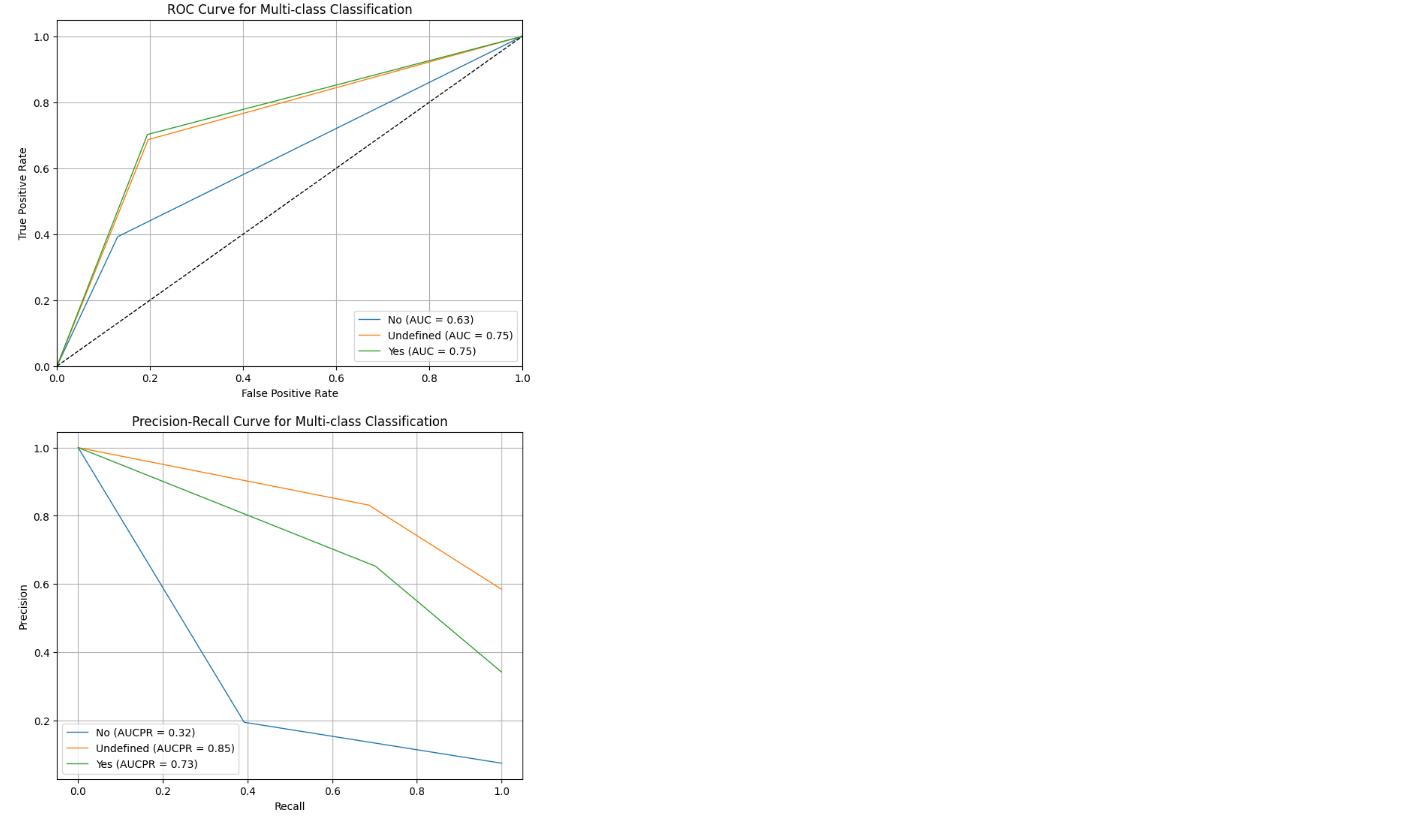 ROC Curve for Multi-class Classification
1.0
0.8
0.6
0.4
0.2
0.0
True Positive Rate
No (AUC = 0.63)
Undefined (AUC = 0.75)
Yes (AUC = 0.75)
0.0 0.2 0.4 0.6 0.8 1.0
False Positive Rate
Precision-Recall Curve for Multi-class Classification
1.0
0.8
0.6
0.4
0.2
Precision
No (AUCPR = 0.32)
Undefined (AUCPR = 0.85)
Yes (AUCPR = 0.73)
0.0 0.2 0.4 0.6 0.8 1.0
Recall